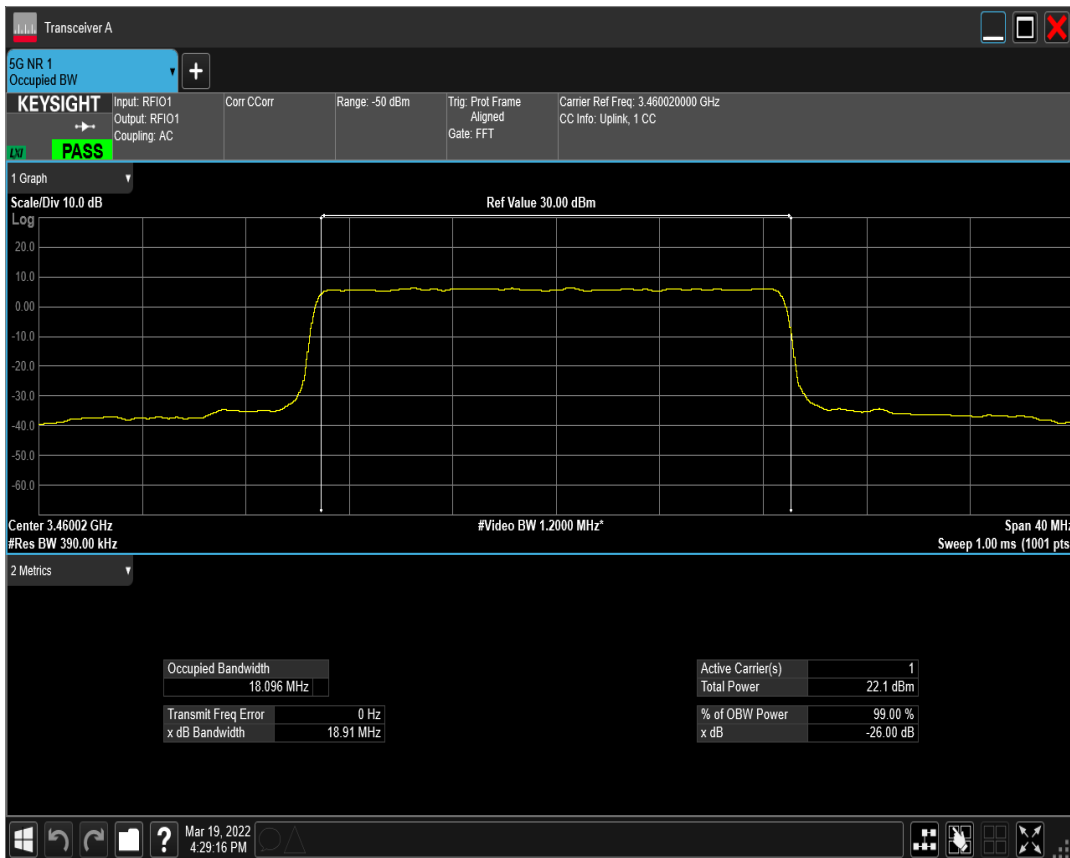 Transceiver A
5G NR 1
Occupied BW
KEYSIGHT
Input: RFIO1
Output: RFIO1
Coupling: AC
Corr CCorr
Range: -50 dBm
Trig: Prot Frame
Aligned
Gate: FFT
Carrier Ref Freq: 3.460020000 GHz
CC Info: Uplink, 1 CC
LXI
PASS
1 Graph
Scale/Div 10.0 dB
Ref Value 30.00 dBm
Log
20.0
10.0
0.00
-10.0
-20.0
-30.0
-40.0
-50.0
-60.0
Center 3.46002 GHz
#Video BW 1.2000 MHz*
Span 40 MHz
#Res BW 390.00 kHz
Sweep 1.00 ms (1001 pts
2 Metrics
Occupied Bandwidth
18.096 MHz
Transmit Freq Error 0 Hz
x dB Bandwidth 18.91 MHz
Active Carrier(s) 1
Total Power 22.1 dBm
% of OBW Power 99.00 %
x dB -26.00 dB
?
Mar 19, 2022
4:29:16 PM